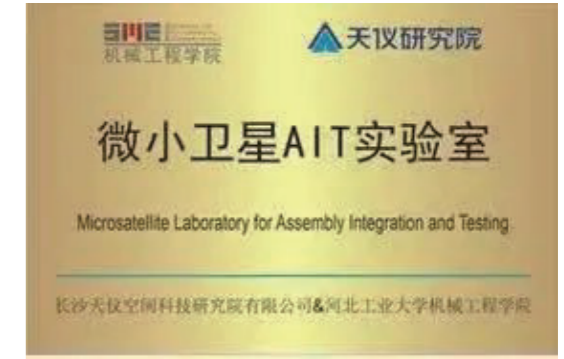 SME
机械工程学院
天仪研究院
微小卫星AIT实验室
Microsatellite Laboratory for Assembly Integration and Testing
长沙天仪空间科技研究院有限公司&河北工业大学机械工程学院